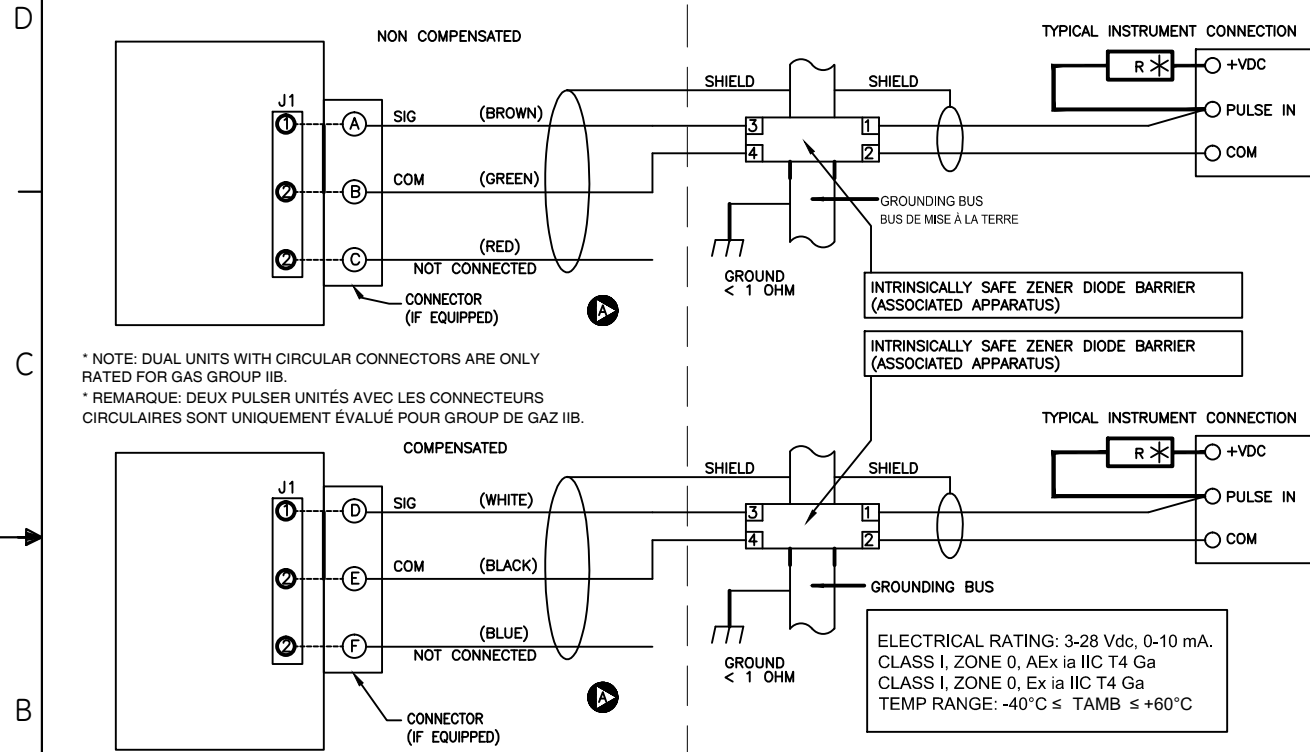 D
NON COMPENSATED
TYPICAL INSTRUMENT CONNECTION
J1
1
A
SIG
(BROWN)
SHIELD
SHIELD
3
1
4
2
R *
+VDC
PULSE IN
COM
2
B
COM
(GREEN)
GROUNDING BUS
BUS DE MISE À LA TERRE
2
C
(RED)
NOT CONNECTED
GROUND
< 1 OHM
CONNECTOR
(IF EQUIPPED)
A
INTRINSICALLY SAFE ZENER DIODE BARRIER
(ASSOCIATED APPARATUS)
INTRINSICALLY SAFE ZENER DIODE BARRIER
(ASSOCIATED APPARATUS)
C
* NOTE: DUAL UNITS WITH CIRCULAR CONNECTORS ARE ONLY
RATED FOR GAS GROUP IIB.
* REMARQUE: DEUX PULSER UNITÉS AVEC LES CONNECTEURS
CIRCULAIRES SONT UNIQUEMENT ÉVALUÉ POUR GROUP DE GAZ IIB.
COMPENSATED
TYPICAL INSTRUMENT CONNECTION
J1
1
D
SIG
(WHITE)
SHIELD
SHIELD
3
1
4
2
R *
+VDC
PULSE IN
COM
2
E
COM
(BLACK)
GROUNDING BUS
2
F
(BLUE)
NOT CONNECTED
GROUND
< 1 OHM
CONNECTOR
(IF EQUIPPED)
A
ELECTRICAL RATING: 3-28 Vdc, 0-10 mA.
CLASS I, ZONE 0, AEx ia IIC T4 Ga
CLASS I, ZONE 0, Ex ia IIC T4 Ga
TEMP RANGE: -40°C ≤ TAMB ≤ +60°C
B